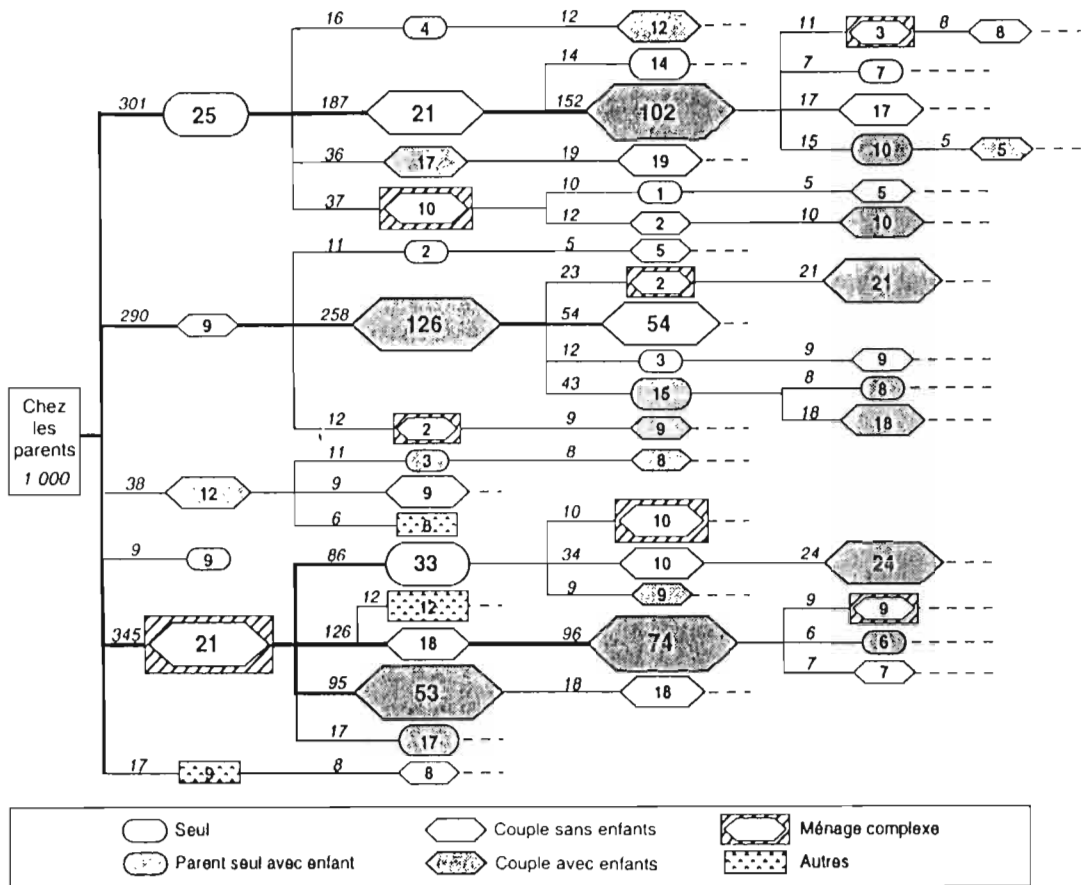 16 4 12 12 11 3 8 8
14 14 7 7
301 25 187 21 152 102 17 17
36 17 19 19 15 10 5 5
37 10 10 1 5 5
12 2 10 10
11 2 5 5
23 2 21 21
290 9 258 126 54 54
12 3 9 9
43 15 8 8
18 18
12 2 9 9
Chez
les
parents
1 000
11 3 8 8
38 12 9 9
6
10 10
9 9 86 33 34 10 24 24
12 12 9 9
9 9
345 21 126 18 96 74 6 6
7 7
95 53 18 18
17 17
17 9 8 8
Seul Couple sans enfants Ménage complexe
Parent seul avec enfant Couple avec enfants Autres